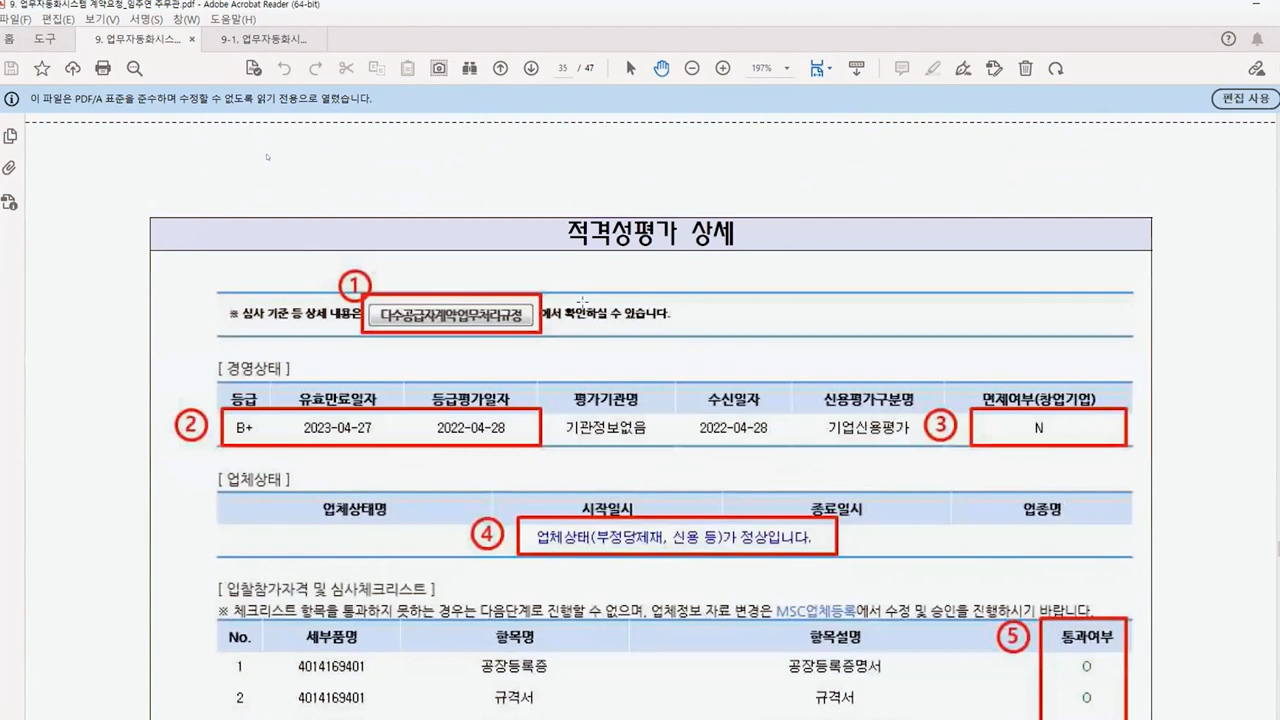 9. 업무자동화시스템 계약요청_임주연 주무관.pdf - Adobe Acrobat Reader (64-bit)
파일(F) 편집(E) 보기(V) 서명(S) 창(W) 도움말(H)
홈 도구 9. 업무자동화시스... × 9-1. 업무자동화시...
35 / 47 197%
이 파일은 PDF/A 표준을 준수하며 수정할 수 없도록 읽기 전용으로 열렸습니다. 편집 사용
적격성평가 상세
①
※ 심사 기준 등 상세 내용은 다수공급자계약업무처리규정 에서 확인하실 수 있습니다.
[ 경영상태 ]
등급 유효만료일자 등급평가일자 평가기관명 수신일자 신용평가구분명 면제여부(창업기업)
② B+ 2023-04-27 2022-04-28 기관정보없음 2022-04-28 기업신용평가 ③ N
[ 업체상태 ]
업체상태명 시작일시 종료일시 업종명
④ 업체상태(부정당제재, 신용 등)가 정상입니다.
[ 입찰참가자격 및 심사체크리스트 ]
※ 체크리스트 항목을 통과하지 못하는 경우는 다음단계로 진행할 수 없으며, 업체정보 자료 변경은 MSC업체등록에서 수정 및 승인을 진행하시기 바랍니다.
No. 세부품명 항목명 항목설명 ⑤ 통과여부
1 4014169401 공장등록증 공장등록증명서 O
2 4014169401 규격서 규격서 O